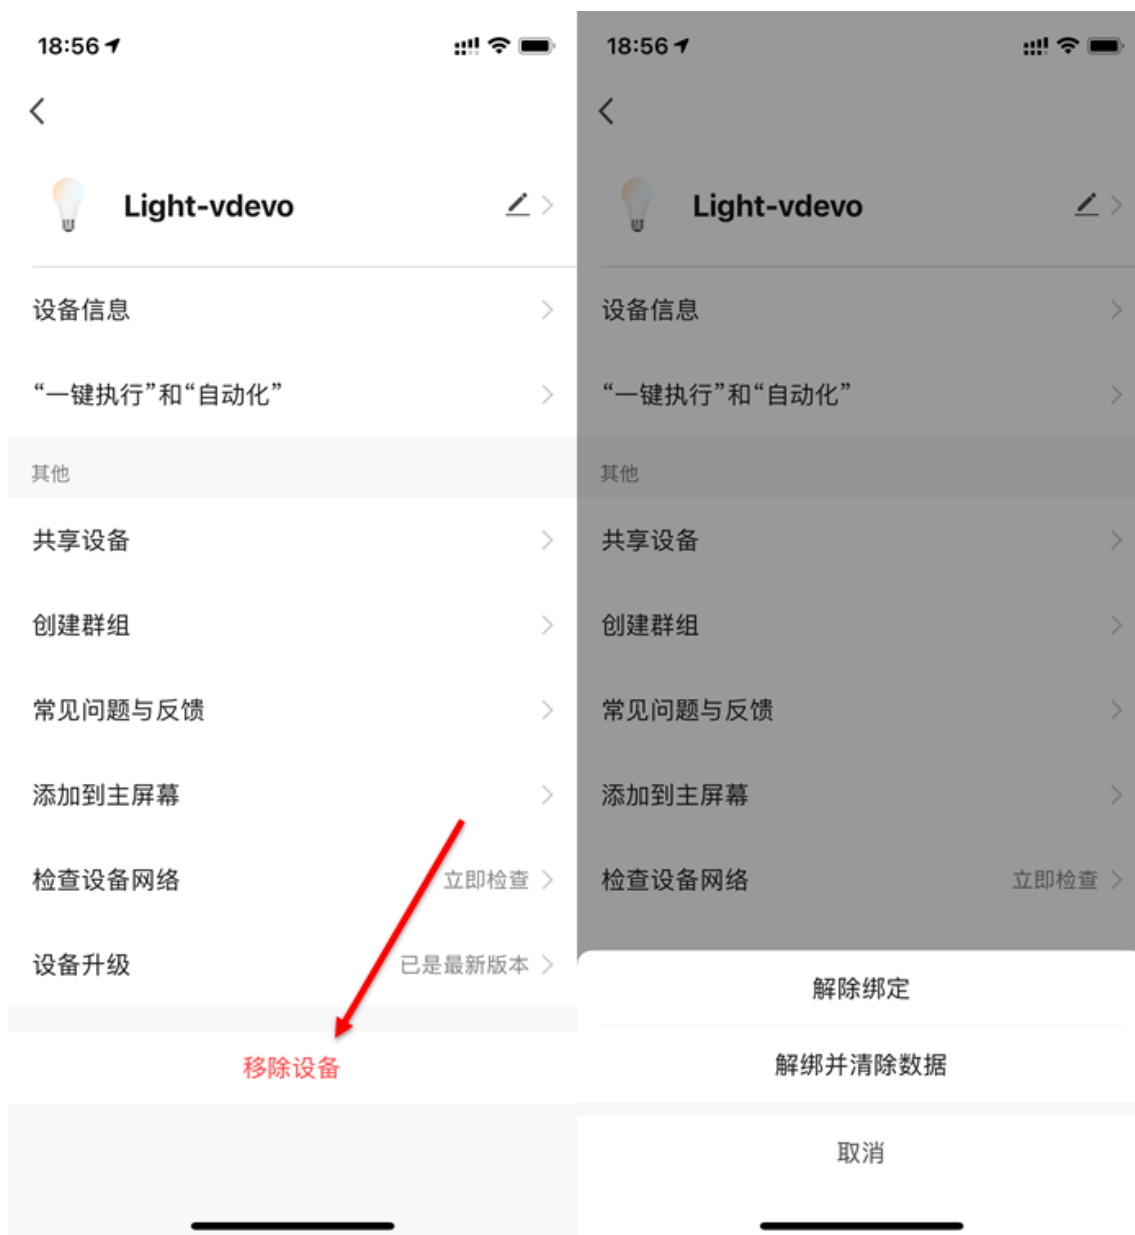 18:56
Light-vdevo
设备信息
“一键执行”和“自动化”
其他
共享设备
创建群组
常见问题与反馈
添加到主屏幕
检查设备网络 立即检查
设备升级 已是最新版本
移除设备
18:56
Light-vdevo
设备信息
“一键执行”和“自动化”
其他
共享设备
创建群组
常见问题与反馈
添加到主屏幕
检查设备网络 立即检查
解除绑定
解绑并清除数据
取消